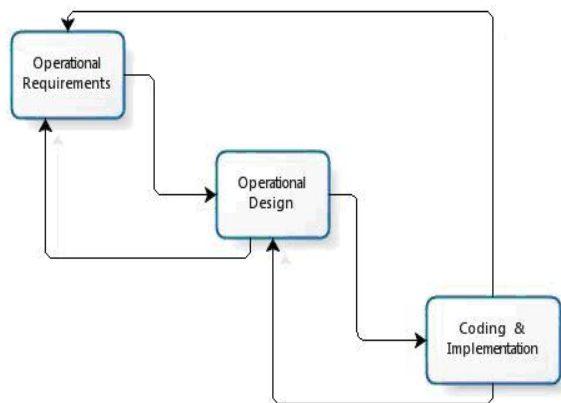 Operational
Requirements
Operational
Design
Coding & 
Implementation